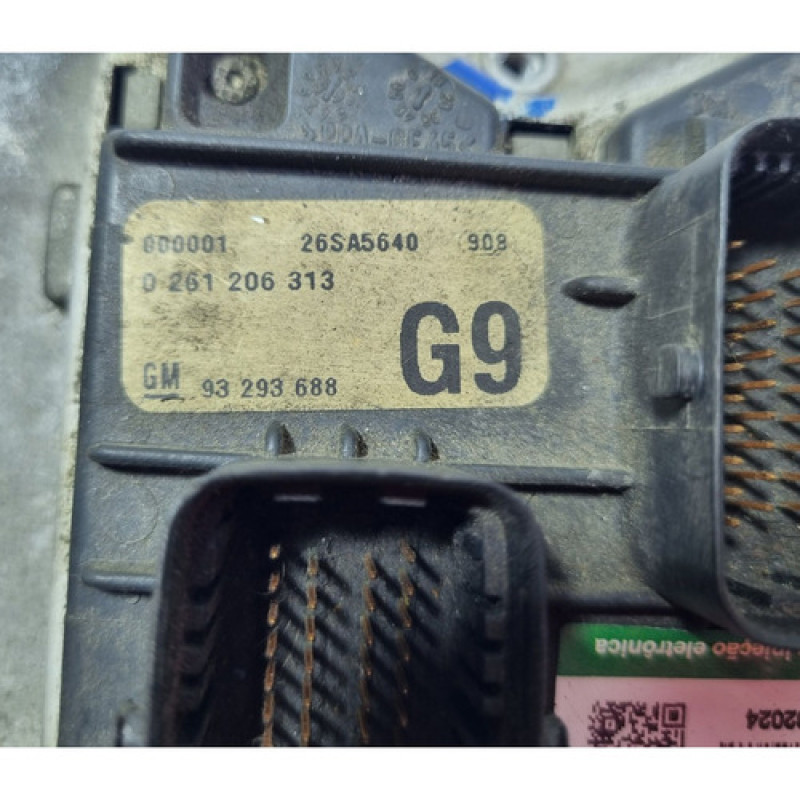 000001 26SA5640 908
0 261 206 313
G9
GM 93 293 688
Injeção eletrônica